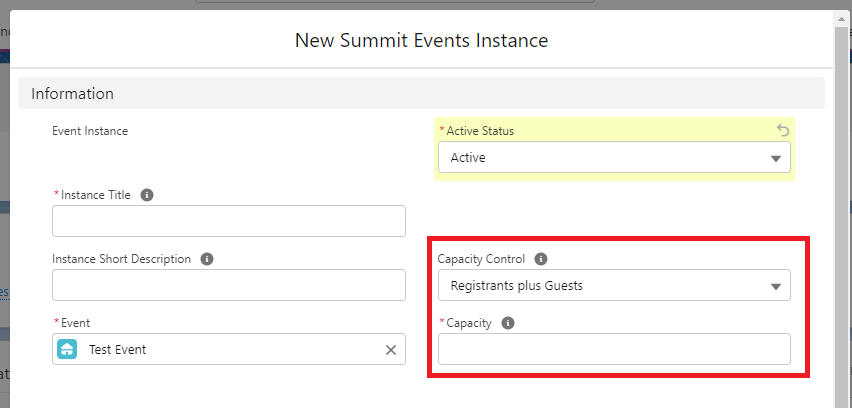 New Summit Events Instance
Information
Event Instance
* Active Status
Active
* Instance Title
Instance Short Description
Capacity Control
Registrants plus Guests
* Event
Test Event
* Capacity